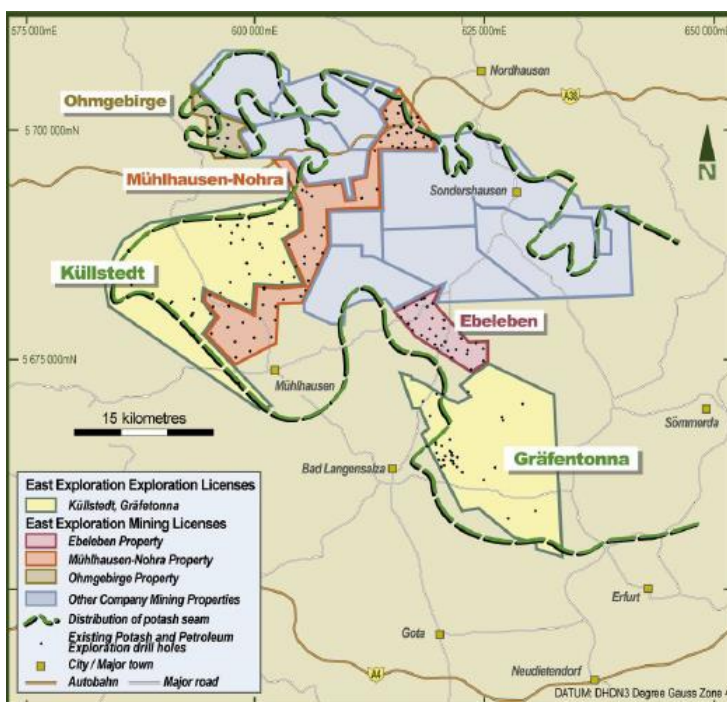 575 000mE
600 000mE
625 000mE
650 000mE
Nordhausen
Ohmgebirge
A38
5 700 000mN
Mühlhausen-Nohra
Sondershausen
N
Küllstedt
Ebeleben
5 675 000mN
Mühlhausen
15 kilometres
Sömmerda
Gräfentonna
Bad Langensalza
East Exploration Exploration Licenses
Küllstedt, Gräfetonna
East Exploration Mining Licenses
Ebeleben Property
Mühlhausen-Nohra Property
Ohmgebirge Property
Other Company Mining Properties
Distribution of potash seam
Existing Potash and Petroleum
Exploration drill holes
City / Major town
Autobahn
Major road
Erfurt
Gota
A4
Neudietendorf
DATUM: DHDN3 Degree Gauss Zone